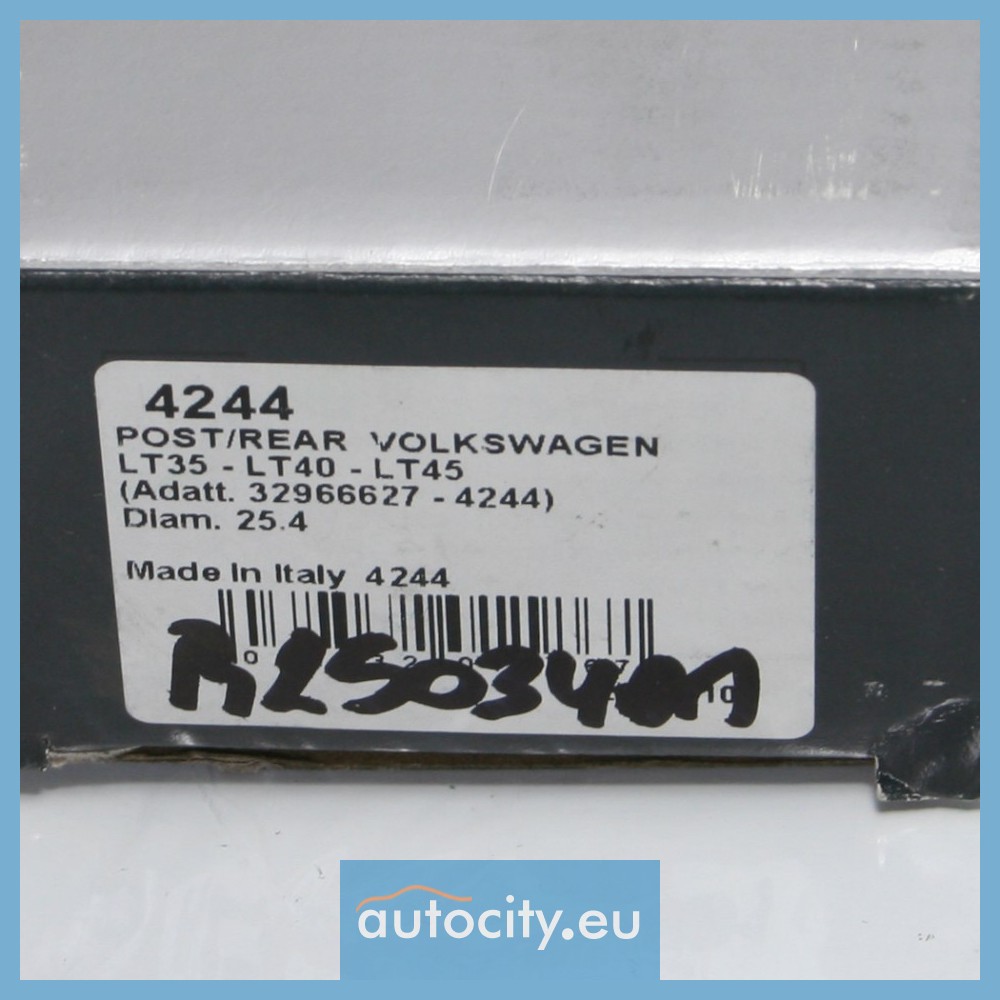 4244
POST/REAR VOLKSWAGEN
LT35 - LT40 - LT45
(Adatt. 32966627 - 4244)
Diam. 25.4
Made in Italy 4244
autocity.eu